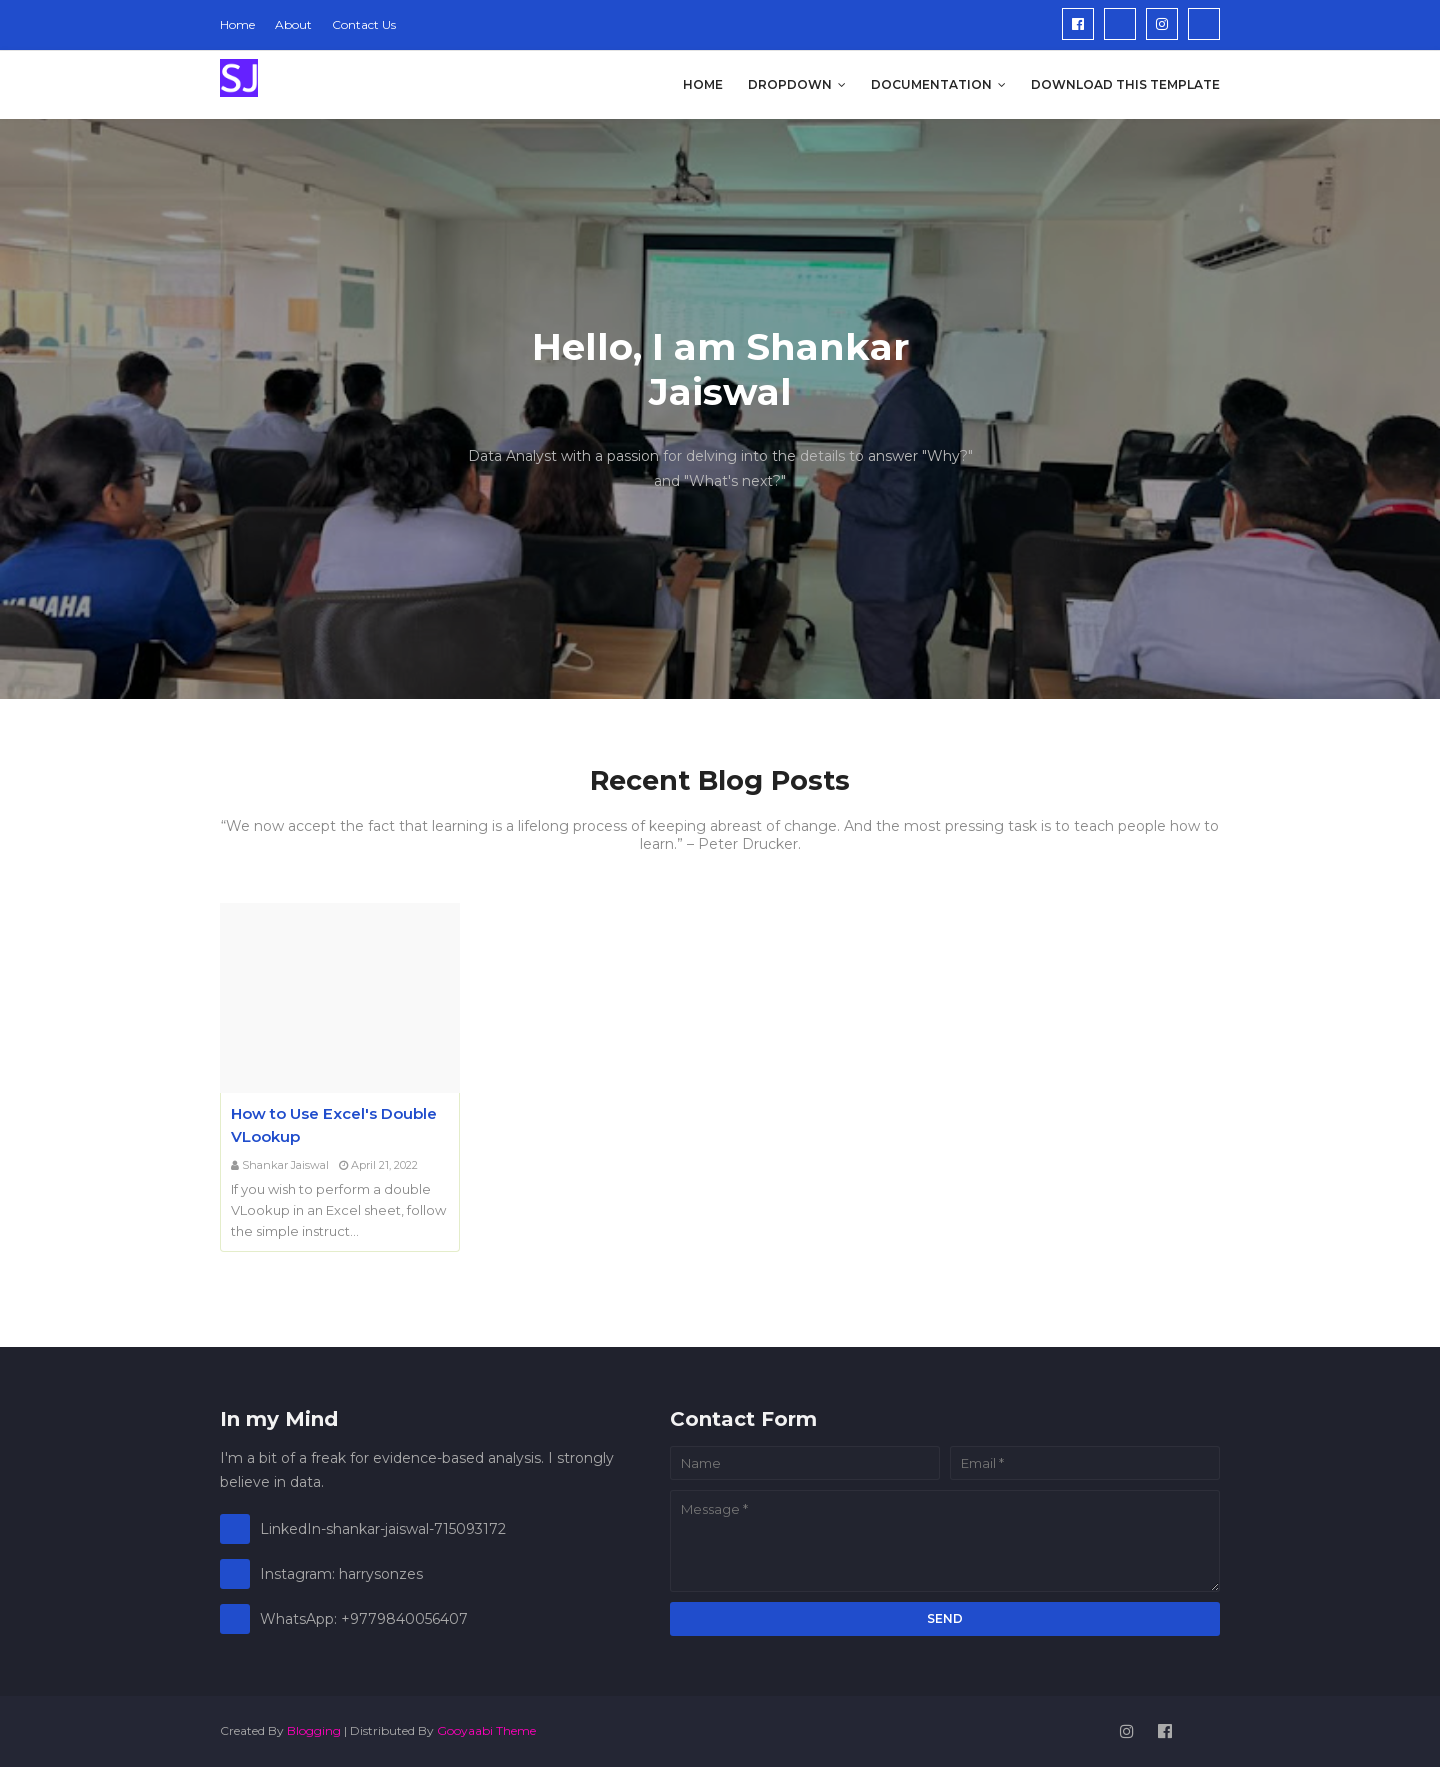 Home About Contact Us
SJ
HOME DROPDOWN DOCUMENTATION DOWNLOAD THIS TEMPLATE
Hello, I am Shankar
Jaiswal
Data Analyst with a passion for delving into the details to answer "Why?"
and "What's next?"
YAMAHA
Recent Blog Posts
“We now accept the fact that learning is a lifelong process of keeping abreast of change. And the most pressing task is to teach people how to
learn.” – Peter Drucker.
How to Use Excel's Double
VLookup
Shankar Jaiswal April 21, 2022
If you wish to perform a double
VLookup in an Excel sheet, follow
the simple instruct...
In my Mind
I'm a bit of a freak for evidence-based analysis. I strongly
believe in data.
LinkedIn-shankar-jaiswal-715093172
Instagram: harrysonzes
WhatsApp: +9779840056407
Contact Form
Name Email *
Message *
SEND
Created By Blogging | Distributed By Gooyaabi Theme